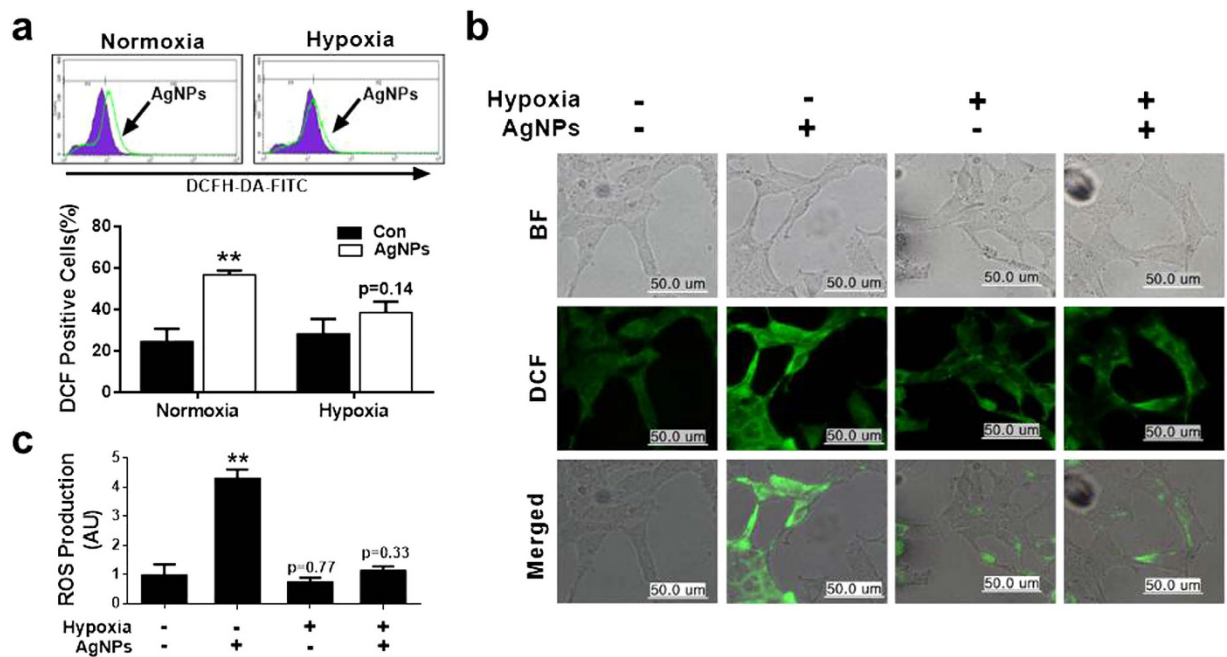 a
Normoxia Hypoxia
AgNPs AgNPs
DCFH-DA-FITC
DCF Positive Cells(%)
80
60
40
20
0
Con
AgNPs
**
p=0.14
Normoxia Hypoxia
b
Hypoxia - - + +
AgNPs - + - +
BF
50.0 um 50.0 um 50.0 um 50.0 um
DCF
50.0 um 50.0 um 50.0 um 50.0 um
Merged
50.0 um 50.0 um 50.0 um 50.0 um
c
ROS Production
(AU)
5
4
3
2
1
0
**
p=0.77
p=0.33
Hypoxia - - + +
AgNPs - + - +